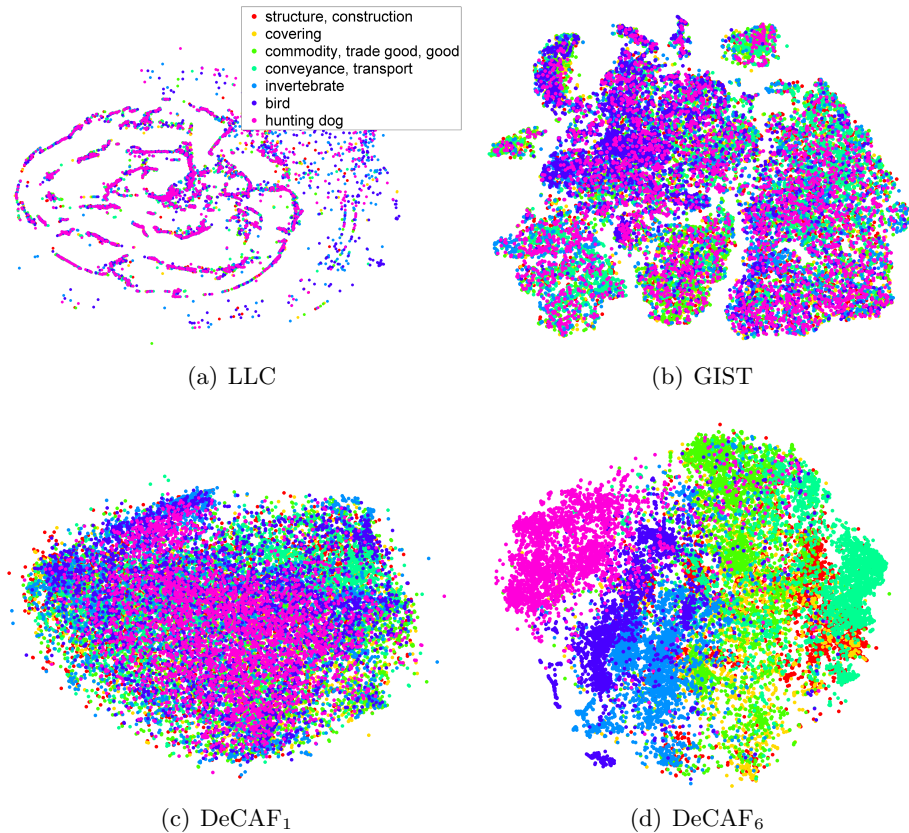 structure, construction
covering
commodity, trade good, good
conveyance, transport
invertebrate
bird
hunting dog
(a) LLC
(b) GIST
(c) DeCAF₁
(d) DeCAF₆